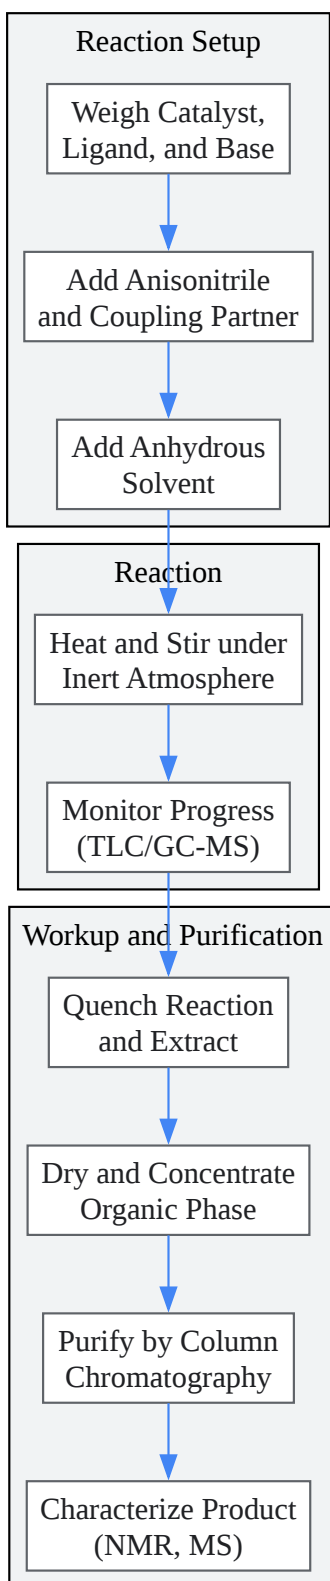 Reaction Setup
Weigh Catalyst,
Ligand, and Base
Add Anisonitrile
and Coupling Partner
Add Anhydrous
Solvent
Reaction
Heat and Stir under
Inert Atmosphere
Monitor Progress
(TLC/GC-MS)
Workup and Purification
Quench Reaction
and Extract
Dry and Concentrate
Organic Phase
Purify by Column
Chromatography
Characterize Product
(NMR, MS)